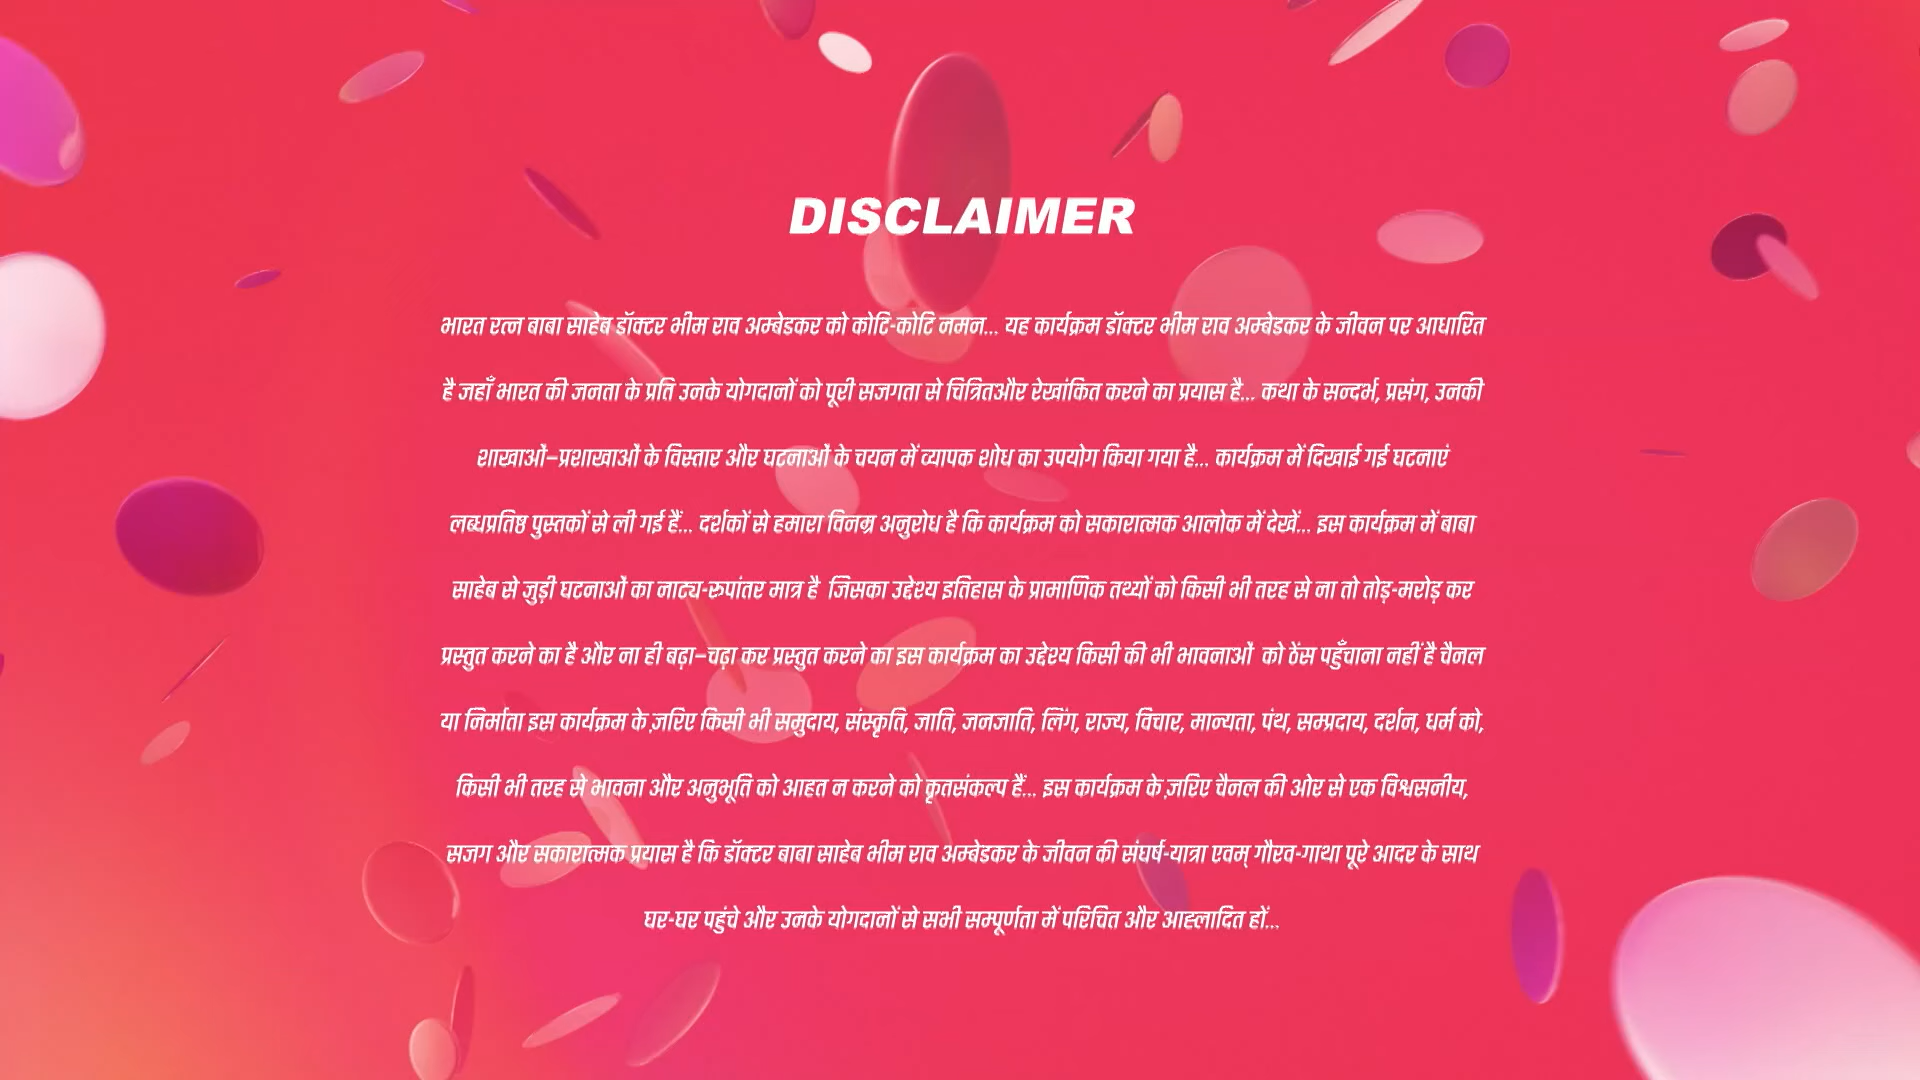 DISCLAIMER
भारत रत्न बाबा साहेब डॉक्टर भीम राव अम्बेडकर को कोटि-कोटि नमन... यह कार्यक्रम डॉक्टर भीम राव अम्बेडकर के जीवन पर आधारित
है जहाँ भारत की जनता के प्रति उनके योगदानों को पूरी सजगता से चित्रितऔर रेखांकित करने का प्रयास है... कथा के सन्दर्भ, प्रसंग, उनकी
शाखाओं–प्रशाखाओं के विस्तार और घटनाओं के चयन में व्यापक शोध का उपयोग किया गया है... कार्यक्रम में दिखाई गई घटनाएं
लब्धप्रतिष्ठ पुस्तकों से ली गई हैं... दर्शकों से हमारा विनम्र अनुरोध है कि कार्यक्रम को सकारात्मक आलोक में देखें... इस कार्यक्रम में बाबा
साहेब से जुड़ी घटनाओं का नाट्य-रुपांतर मात्र है जिसका उद्देश्य इतिहास के प्रामाणिक तथ्यों को किसी भी तरह से ना तो तोड़-मरोड़ कर
प्रस्तुत करने का है और ना ही बढ़ा–चढ़ा कर प्रस्तुत करने का इस कार्यक्रम का उद्देश्य किसी की भी भावनाओं को ठेंस पहुँचाना नहीं है चैनल
या निर्माता इस कार्यक्रम के ज़रिए किसी भी समुदाय, संस्कृति, जाति, जनजाति, लिंग, राज्य, विचार, मान्यता, पंथ, सम्प्रदाय, दर्शन, धर्म को,
किसी भी तरह से भावना और अनुभूति को आहत न करने को कृतसंकल्प हैं... इस कार्यक्रम के ज़रिए चैनल की ओर से एक विश्वसनीय,
सजग और सकारात्मक प्रयास है कि डॉक्टर बाबा साहेब भीम राव अम्बेडकर के जीवन की संघर्ष-यात्रा एवम् गौरव-गाथा पूरे आदर के साथ
घर-घर पहुंचे और उनके योगदानों से सभी सम्पूर्णता में परिचित और आह्लादित हों...